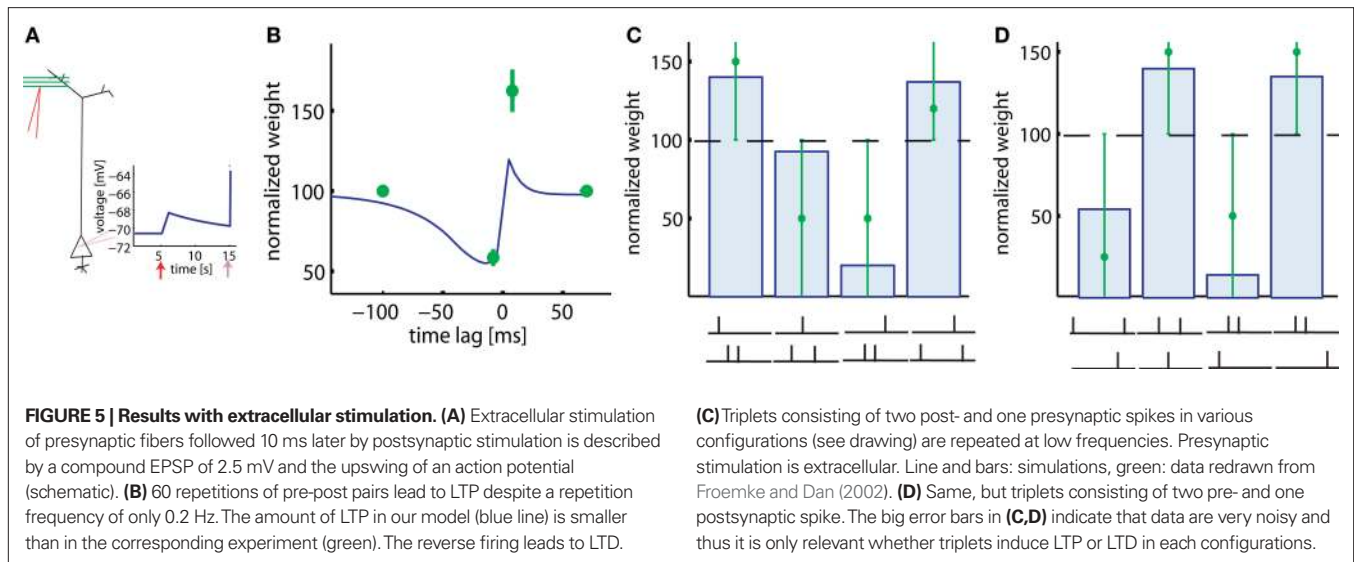 A
B
C
D
voltage [mV]
−64
−66
−68
−70
−72
5
15
time [s]
normalized weight
150
100
50
−100
−50
0
50
time lag [ms]
normalized weight
150
100
50
normalized weight
150
100
50
FIGURE 5 | Results with extracellular stimulation. (A) Extracellular stimulation
of presynaptic fibers followed 10 ms later by postsynaptic stimulation is described
by a compound EPSP of 2.5 mV and the upswing of an action potential
(schematic). (B) 60 repetitions of pre-post pairs lead to LTP despite a repetition
frequency of only 0.2 Hz. The amount of LTP in our model (blue line) is smaller
than in the corresponding experiment (green). The reverse firing leads to LTD.
(C) Triplets consisting of two post- and one presynaptic spikes in various
configurations (see drawing) are repeated at low frequencies. Presynaptic
stimulation is extracellular. Line and bars: simulations, green: data redrawn from
Froemke and Dan (2002). (D) Same, but triplets consisting of two pre- and one
postsynaptic spike. The big error bars in (C,D) indicate that data are very noisy and
thus it is only relevant whether triplets induce LTP or LTD in each configurations.